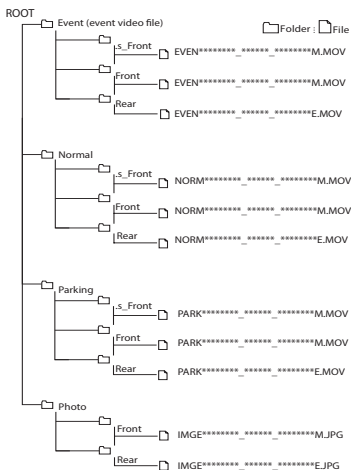 ROOT
Event (event video file)
Folder : File
.s_Front
EVEN********_******_********M.MOV
Front
EVEN********_******_********M.MOV
Rear
EVEN********_******_********E.MOV
Normal
.s_Front
NORM********_******_********M.MOV
Front
NORM********_******_********M.MOV
Rear
NORM********_******_********E.MOV
Parking
.s_Front
PARK********_******_********M.MOV
Front
PARK********_******_********M.MOV
Rear
PARK********_******_********E.MOV
Photo
Front
IMGE********_******_********M.JPG
Rear
IMGE********_******_********E.JPG